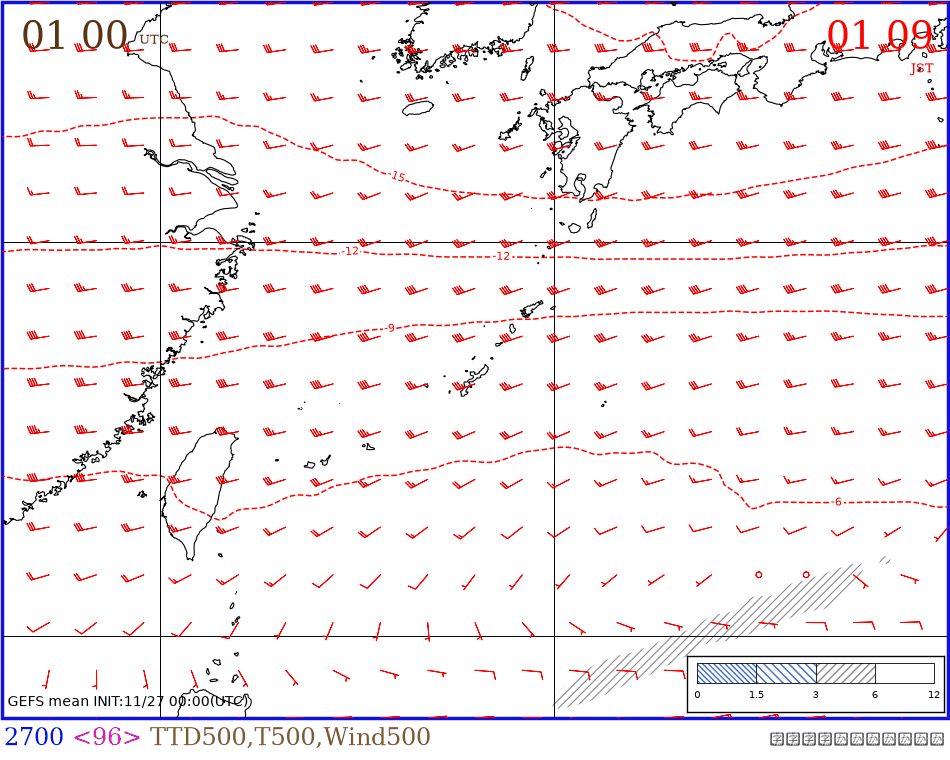 01 00 UTC
01 09 JST
-15
-12
-12
-9
-6
GEFS mean INIT:11/27 00:00(UTC)
0 1.5 3 6 12
2700 <96> TTD500,T500,Wind500